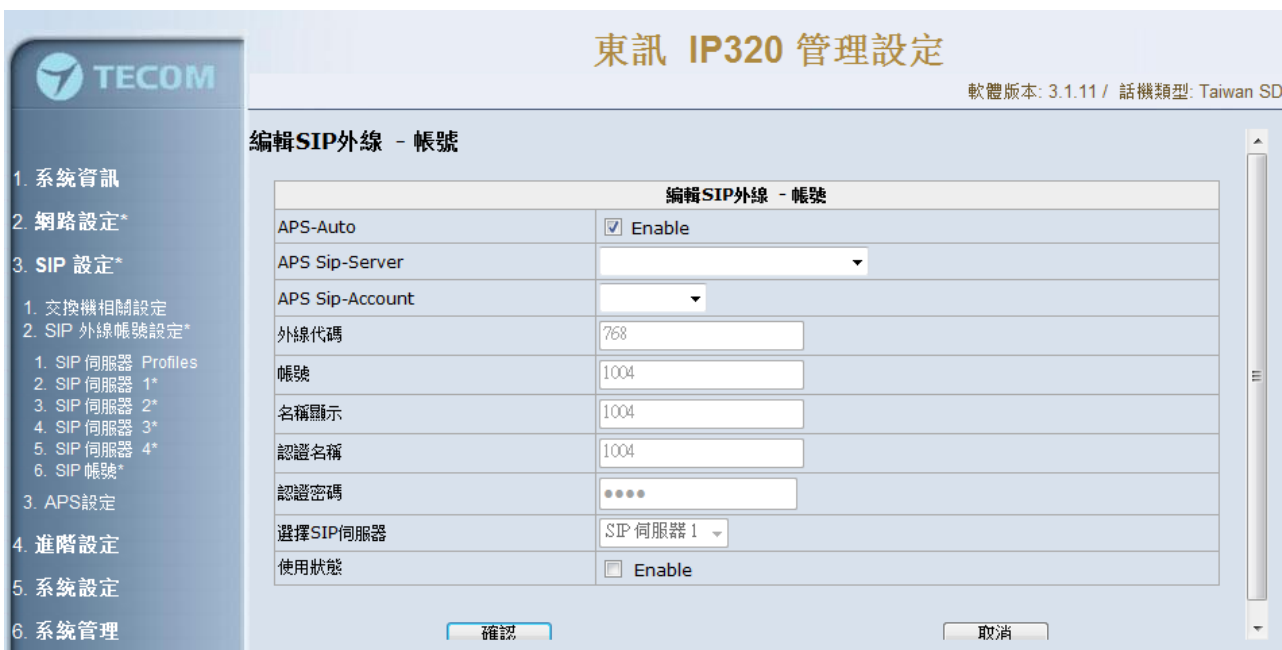 東訊 IP320 管理設定
TECOM
軟體版本: 3.1.11 / 話機類型: Taiwan SD
編輯SIP外線 - 帳號
1. 系統資訊
2. 網路設定*
3. SIP 設定*
1. 交換機相關設定
2. SIP 外線帳號設定*
1. SIP 伺服器 Profiles
2. SIP 伺服器 1*
3. SIP 伺服器 2*
4. SIP 伺服器 3*
5. SIP 伺服器 4*
6. SIP 帳號*
3. APS設定
4. 進階設定
5. 系統設定
6. 系統管理
編輯SIP外線 - 帳號
APS-Auto Enable
APS Sip-Server
APS Sip-Account
外線代碼 768
帳號 1004
名稱顯示 1004
認證名稱 1004
認證密碼 ●●●●
選擇SIP伺服器 SIP 伺服器 1
使用狀態 Enable
確認 取消